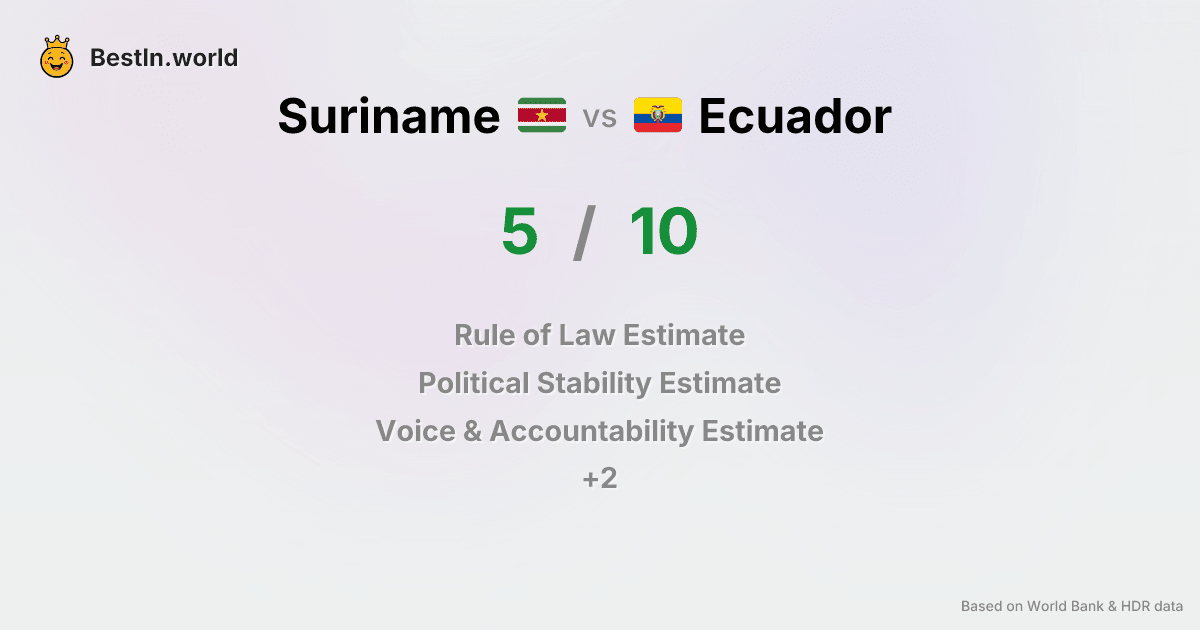 BestIn.world
Suriname vs Ecuador
5 / 10
Rule of Law Estimate
Political Stability Estimate
Voice & Accountability Estimate
+2
Based on World Bank & HDR data